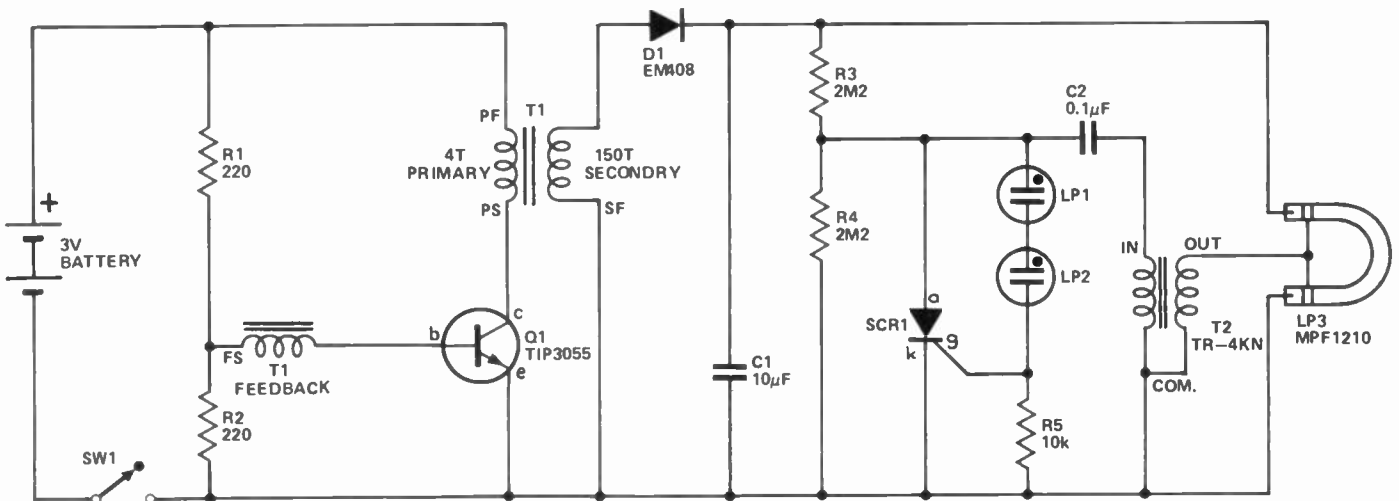 +
3V
BATTERY
SW1
R1
220
FS
T1
FEEDBACK
R2
220
PF
T1
4T
PRIMARY
150T
SECONDRY
PS
SF
b
c
e
Q1
TIP3055
D1
EM408
C1
10μF
R3
2M2
R4
2M2
SCR1
a
g
k
LP1
LP2
R5
10k
C2
0.1μF
IN
OUT
T2
TR-4KN
COM.
LP3
MPF1210